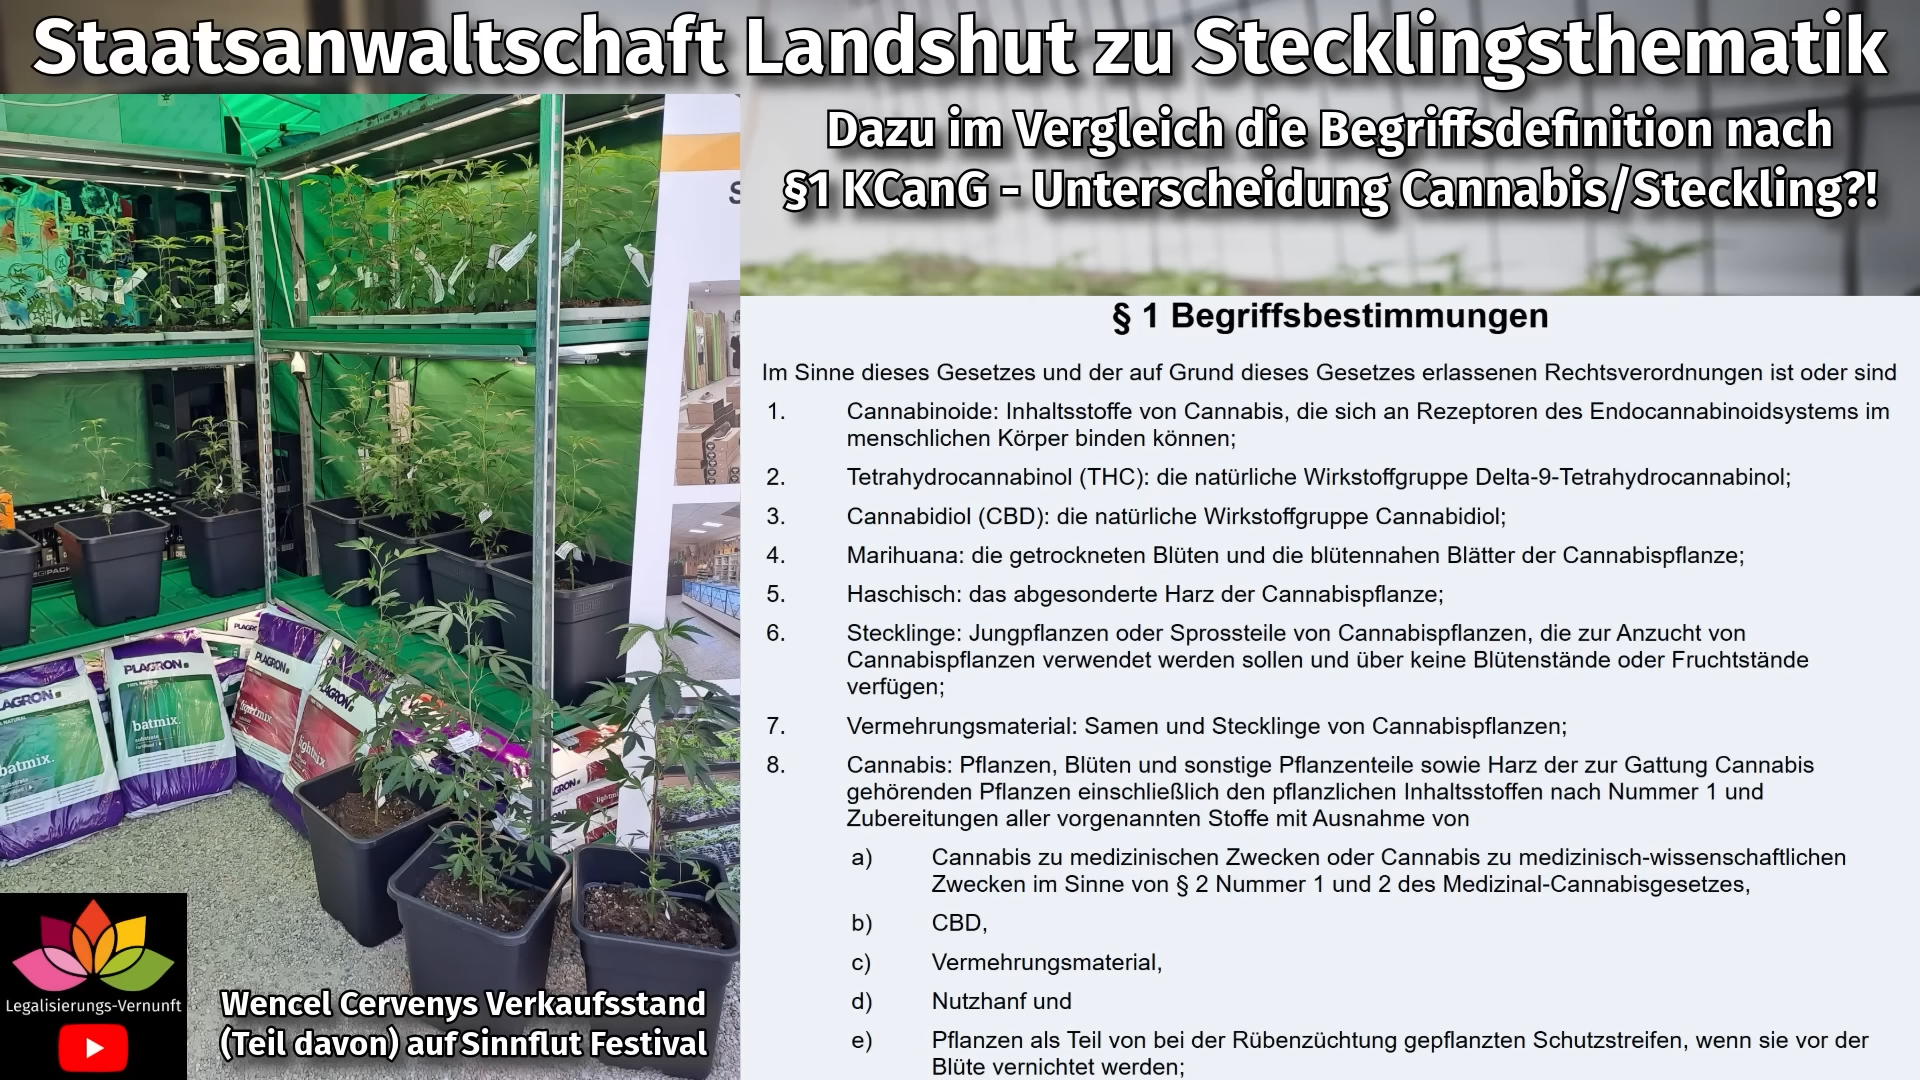 Staatsanwaltschaft Landshut zu Stecklingsthematik
Dazu im Vergleich die Begriffsdefinition nach
§1 KCanG - Unterscheidung Cannabis/Steckling?!
§ 1 Begriffsbestimmungen
Im Sinne dieses Gesetzes und der auf Grund dieses Gesetzes erlassenen Rechtsverordnungen ist oder sind
1. Cannabinoide: Inhaltsstoffe von Cannabis, die sich an Rezeptoren des Endocannabinoidsystems im
menschlichen Körper binden können;
2. Tetrahydrocannabinol (THC): die natürliche Wirkstoffgruppe Delta-9-Tetrahydrocannabinol;
3. Cannabidiol (CBD): die natürliche Wirkstoffgruppe Cannabidiol;
4. Marihuana: die getrockneten Blüten und die blütennahen Blätter der Cannabispflanze;
5. Haschisch: das abgesonderte Harz der Cannabispflanze;
6. Stecklinge: Jungpflanzen oder Sprossteile von Cannabispflanzen, die zur Anzucht von
Cannabispflanzen verwendet werden sollen und über keine Blütenstände oder Fruchtstände
verfügen;
7. Vermehrungsmaterial: Samen und Stecklinge von Cannabispflanzen;
8. Cannabis: Pflanzen, Blüten und sonstige Pflanzenteile sowie Harz der zur Gattung Cannabis
gehörenden Pflanzen einschließlich den pflanzlichen Inhaltsstoffen nach Nummer 1 und
Zubereitungen aller vorgenannten Stoffe mit Ausnahme von
a) Cannabis zu medizinischen Zwecken oder Cannabis zu medizinisch-wissenschaftlichen
Zwecken im Sinne von § 2 Nummer 1 und 2 des Medizinal-Cannabisgesetzes,
b) CBD,
c) Vermehrungsmaterial,
d) Nutzhanf und
e) Pflanzen als Teil von bei der Rübenzüchtung gepflanzten Schutzstreifen, wenn sie vor der
Blüte vernichtet werden;
PLAGRON
batmix.
PLAGRON
batmix.
PLAGRON
lightmix
PLAGRON
lightmix
Legalisierungs-Vernunft
Wencel Cervenys Verkaufsstand
(Teil davon) auf Sinnflut Festival